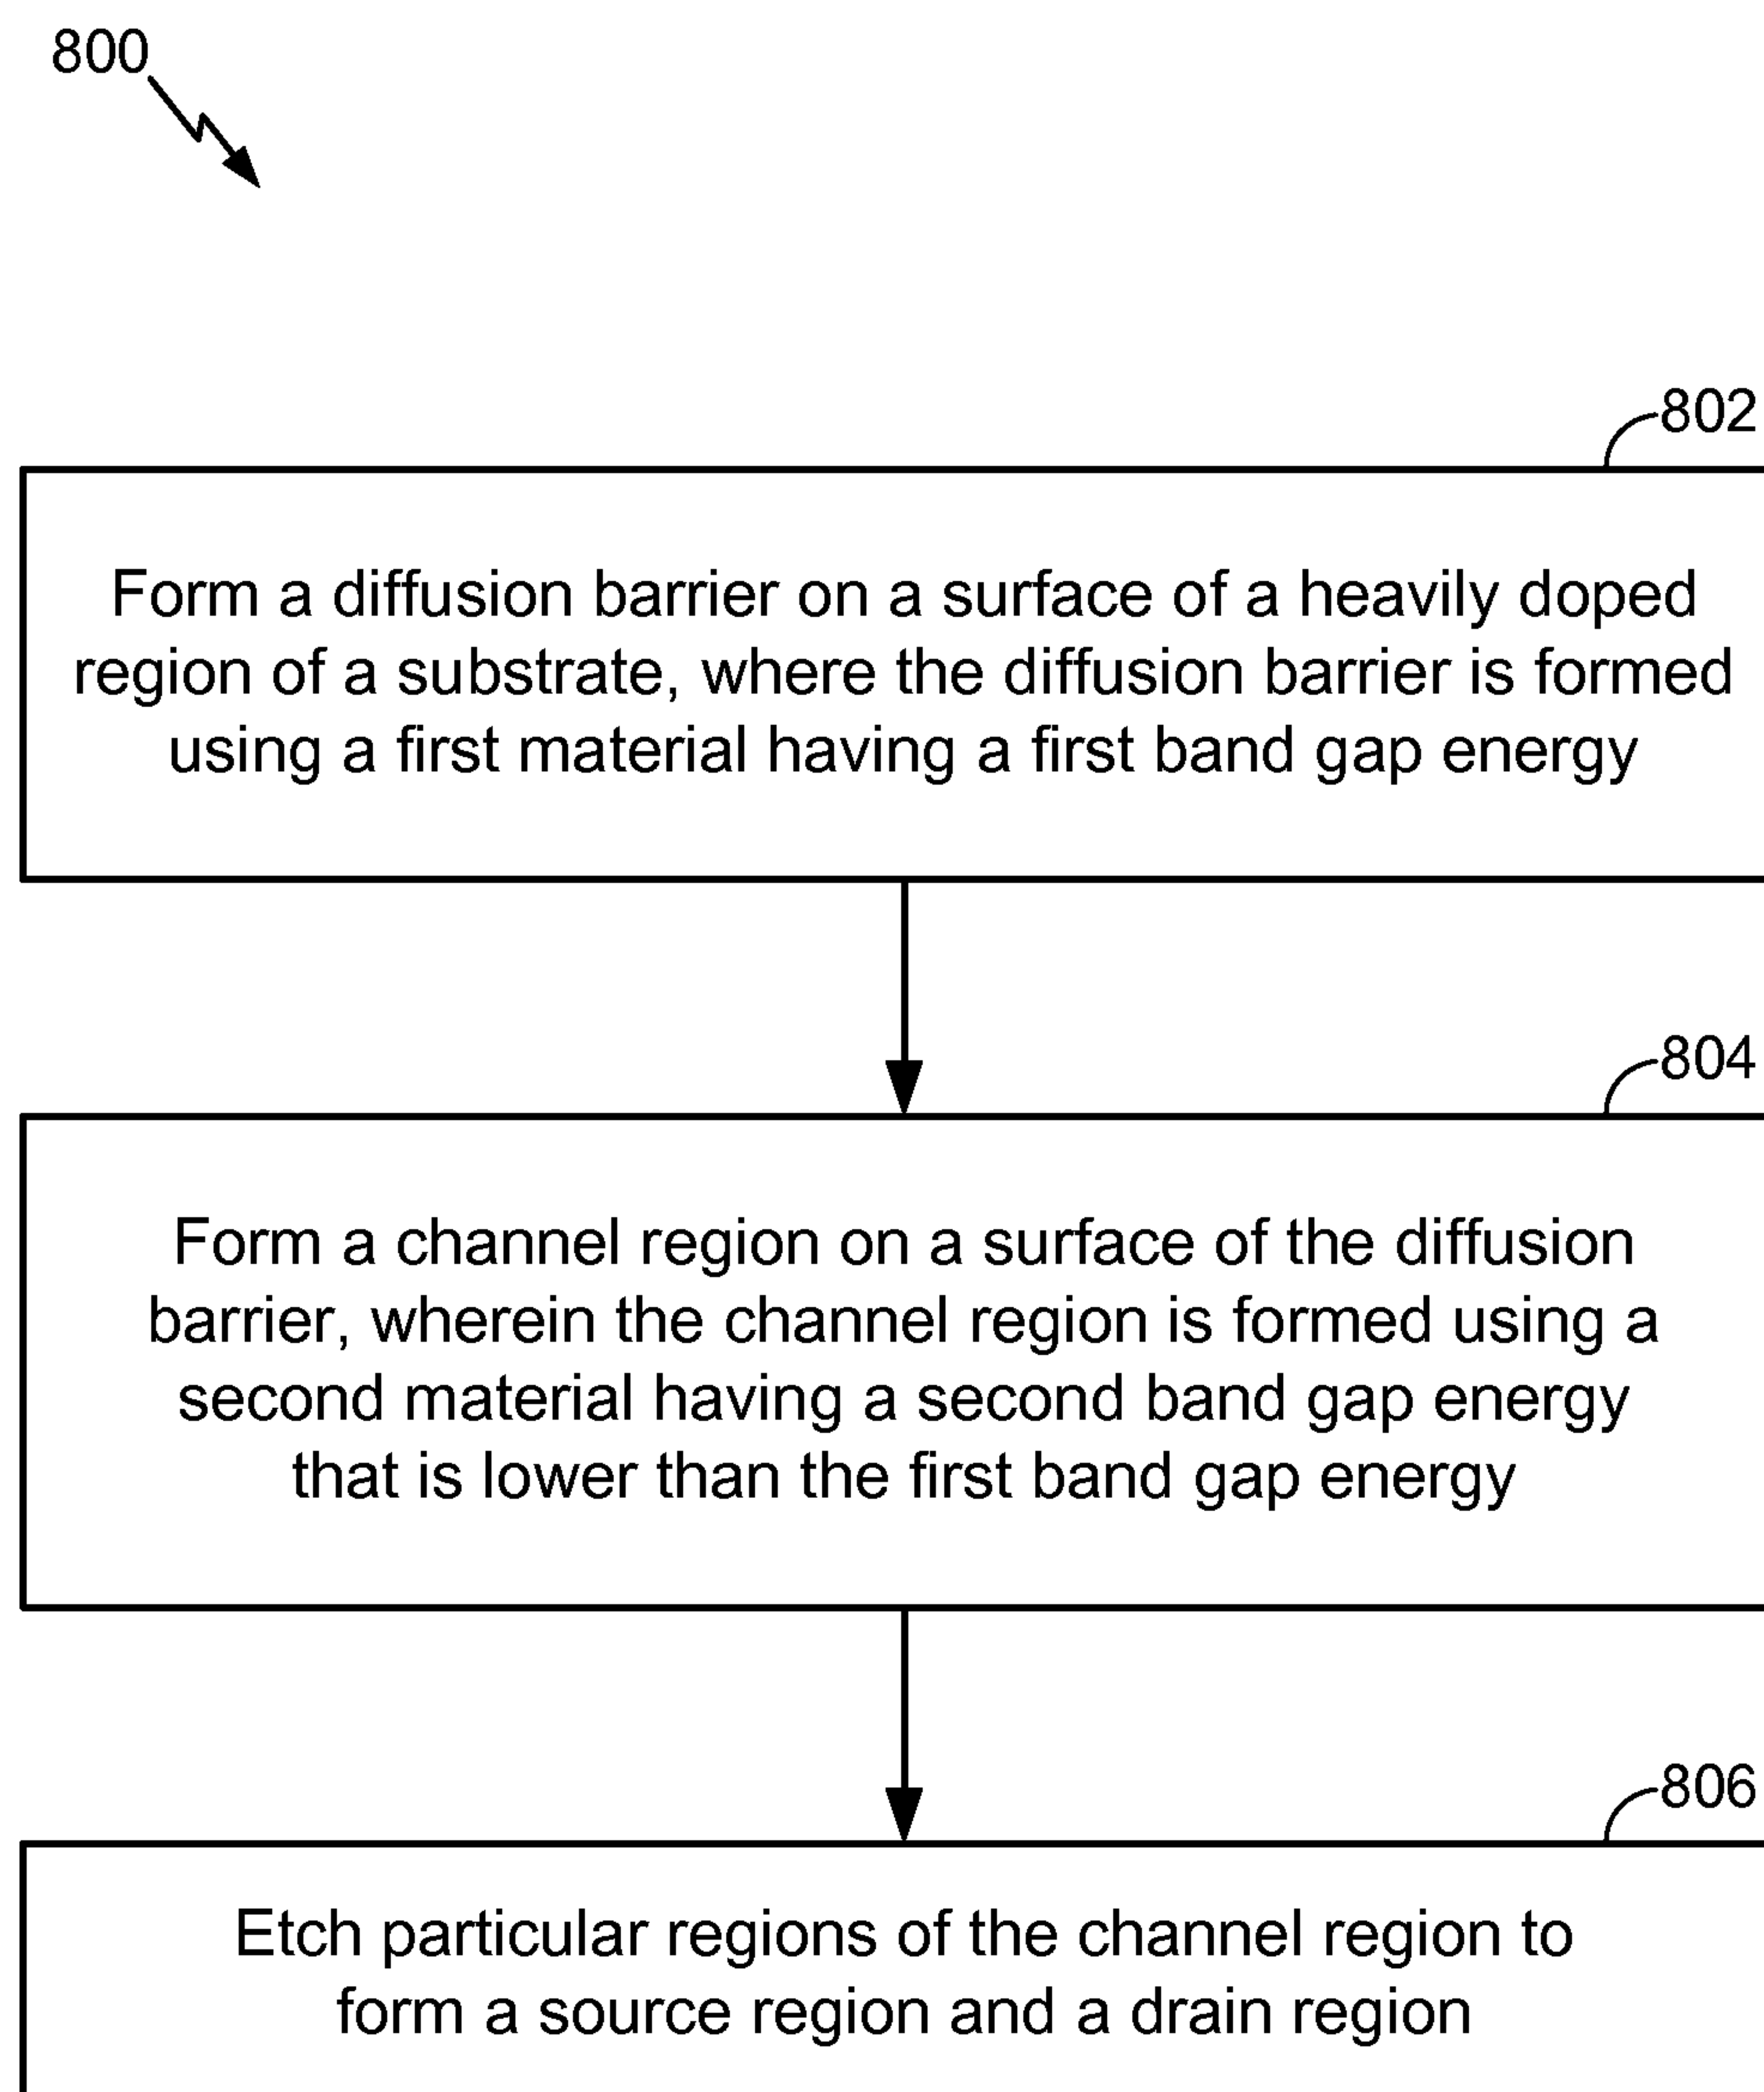 800
802
Form a diffusion barrier on a surface of a heavily doped
region of a substrate, where the diffusion barrier is formed
using a first material having a first band gap energy
804
Form a channel region on a surface of the diffusion
barrier, wherein the channel region is formed using a
second material having a second band gap energy
that is lower than the first band gap energy
806
Etch particular regions of the channel region to
form a source region and a drain region